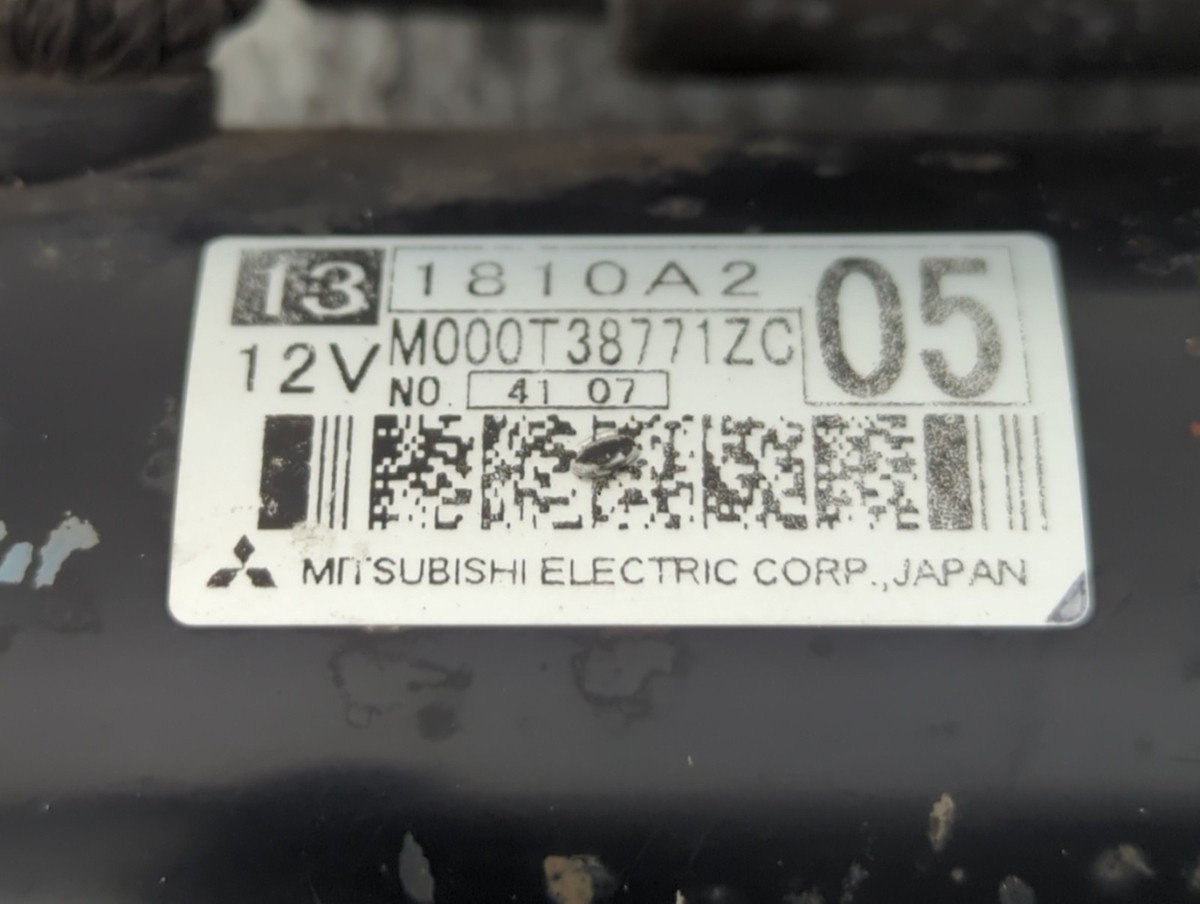 13 1810A2 05
12V M000T38771ZC
NO. 41 07
MITSUBISHI ELECTRIC CORP., JAPAN